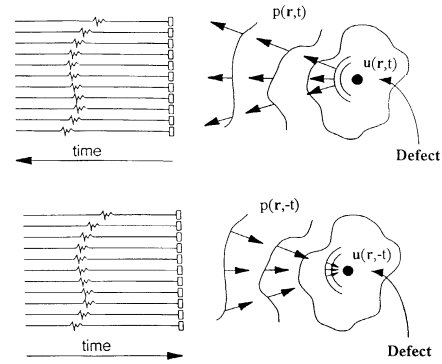 p(r,t)
u(r,t)
time
Defect
p(r,-t)
u(r,-t)
time
Defect